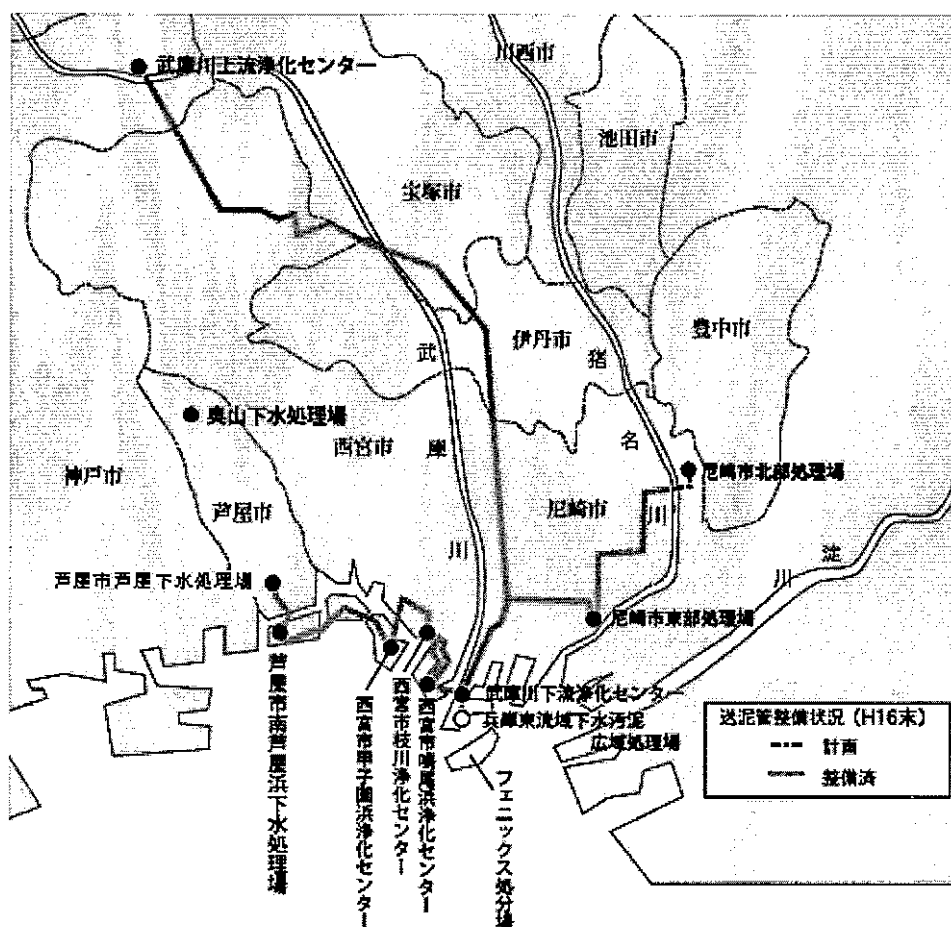 武庫川上流浄化センター
川西市
池田市
宝塚市
伊丹市
豊中市
武庫川
猪名川
奥山下水処理場
西宮市
神戸市
芦屋市
尼崎市
尼崎市北部処理場
淀川
芦屋市芦屋下水処理場
尼崎市東部処理場
武庫川下流浄化センター
兵庫東流域下水汚泥
広域処理場
芦屋市南芦屋浜下水処理場
西宮市甲子園浜浄化センター
西宮市枝川浄化センター
西宮市鳴尾浜浄化センター
フェニックス処分場
送泥管整備状況（H16末）
計画
整備済